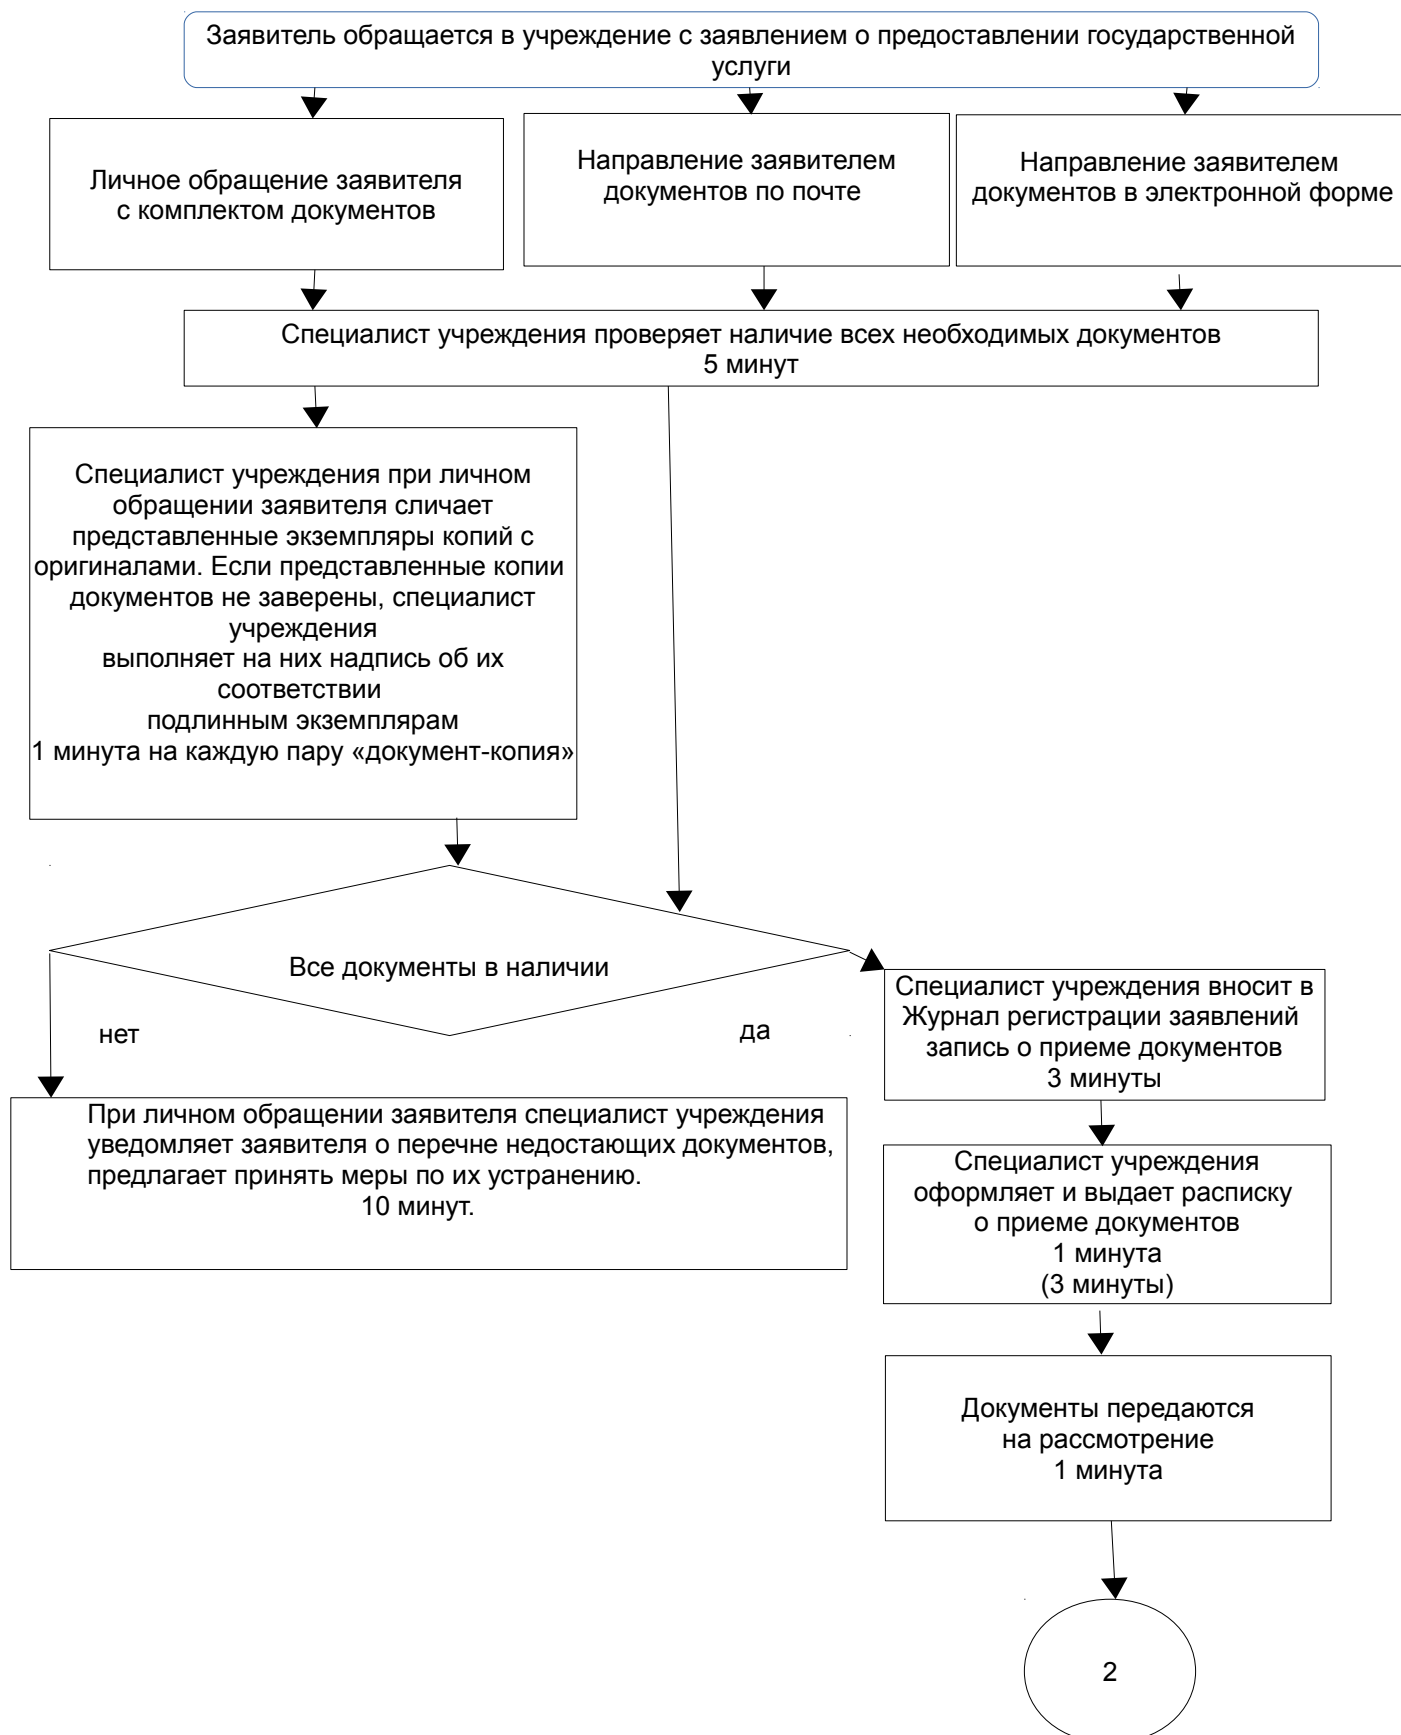 Заявитель обращается в учреждение с заявлением о предоставлении государственной
услуги
Личное обращение заявителя
с комплектом документов
Направление заявителем
документов по почте
Направление заявителем
документов в электронной форме
Специалист учреждения проверяет наличие всех необходимых документов
5 минут
Специалист учреждения при личном
обращении заявителя сличает
представленные экземпляры копий с
оригиналами. Если представленные копии
документов не заверены, специалист
учреждения
выполняет на них надпись об их
соответствии
подлинным экземплярам
1 минута на каждую пару «документ-копия»
Все документы в наличии
нет
да
Специалист учреждения вносит в
Журнал регистрации заявлений
запись о приеме документов
3 минуты
При личном обращении заявителя специалист учреждения
уведомляет заявителя о перечне недостающих документов,
предлагает принять меры по их устранению.
10 минут.
Специалист учреждения
оформляет и выдает расписку
о приеме документов
1 минута
(3 минуты)
Документы передаются
на рассмотрение
1 минута
2